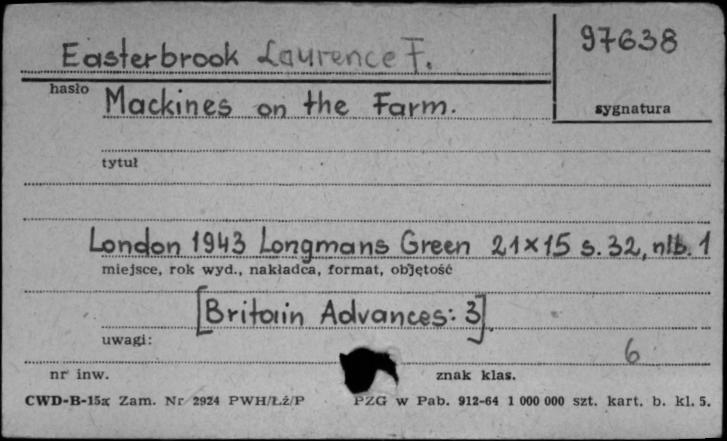 Easterbrook Laurence F.
97638
hasło
Mackines on the Farm.
sygnatura
tytuł
London 1943 Longmans Green 21×15 s. 32, nlb. 1
miejsce, rok wyd., nakładca, format, objętość
[Britain Advances: 3]
uwagi:
6
nr inw.
znak klas.
CWD-B-15a Zam. Nr 2924 PWH/Łż/P PZG w Pab. 912-64 1 000 000 szt. kart. b. kl. 5.